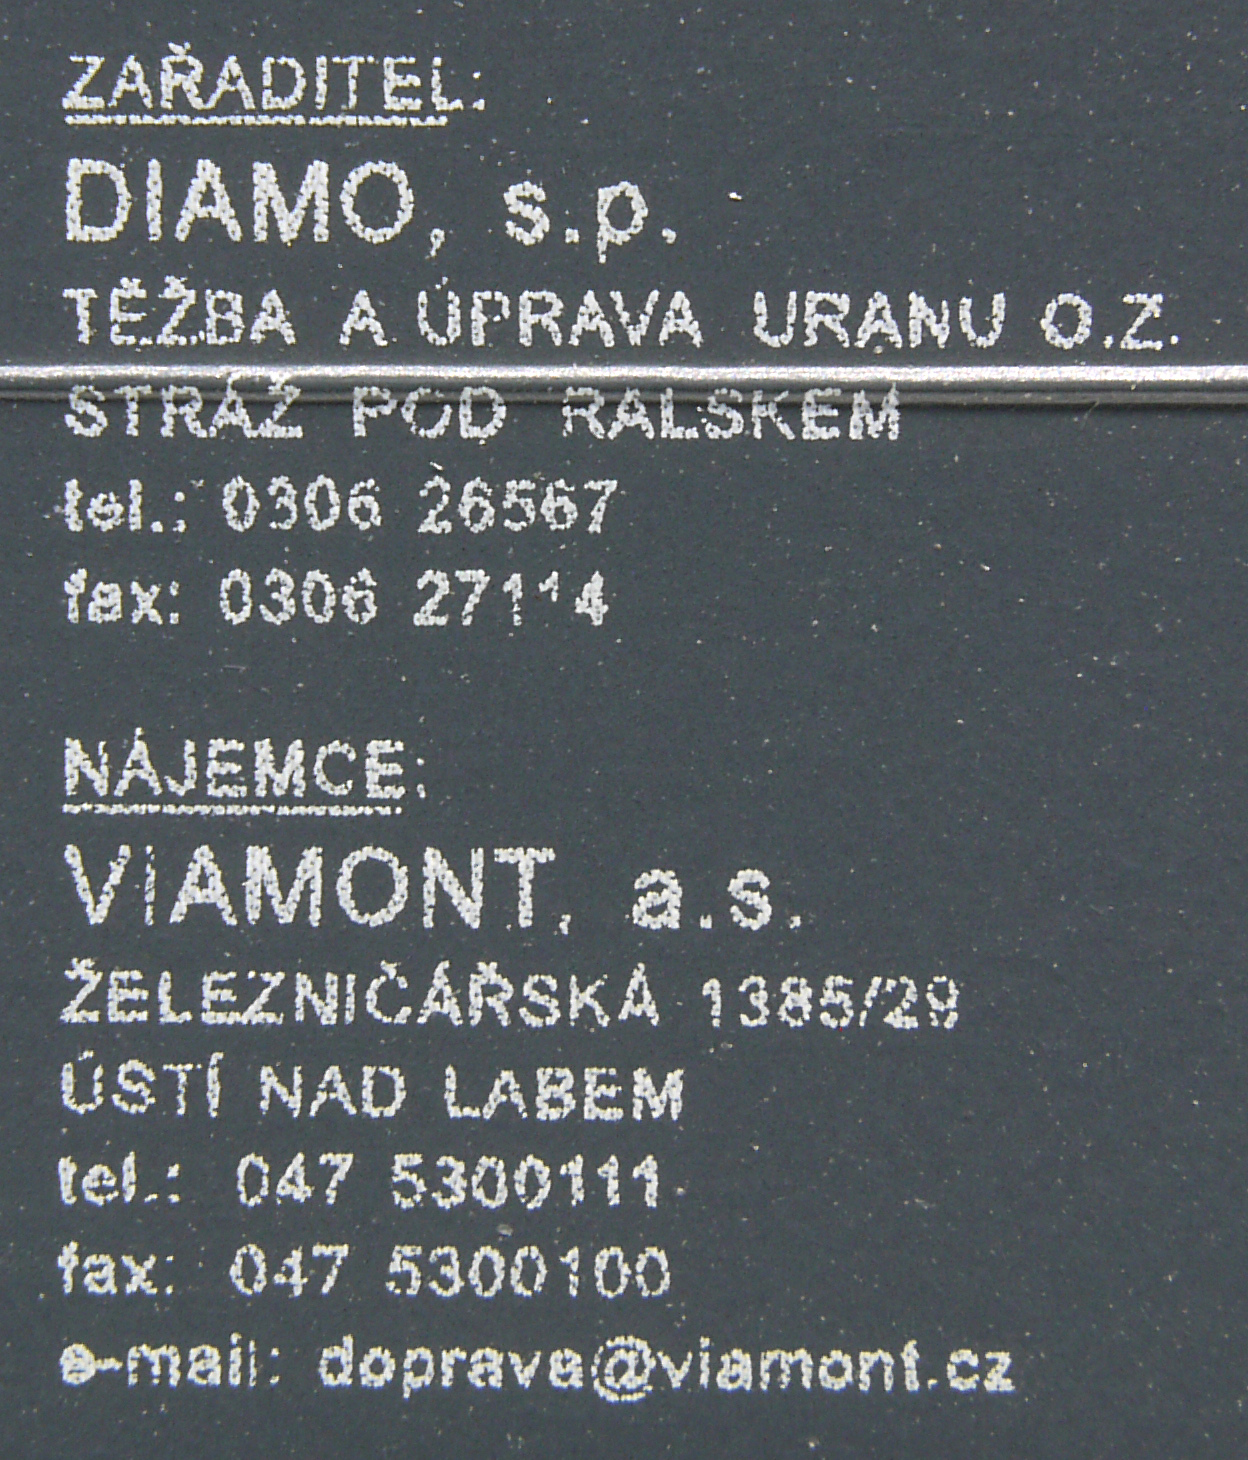 ZAŘADITEL:
DIAMO, s.p.
TĚŽBA A ÚPRAVA URANU O.Z.
STRÁŽ POD RALSKEM
tel.: 0306 26567
fax: 0306 27114
NÁJEMCE:
VIAMONT, a.s.
ŽELEZNIČÁŘSKÁ 1385/29
ÚSTÍ NAD LABEM
tel.: 047 5300111
fax: 047 5300100
e-mail: doprava@viamont.cz